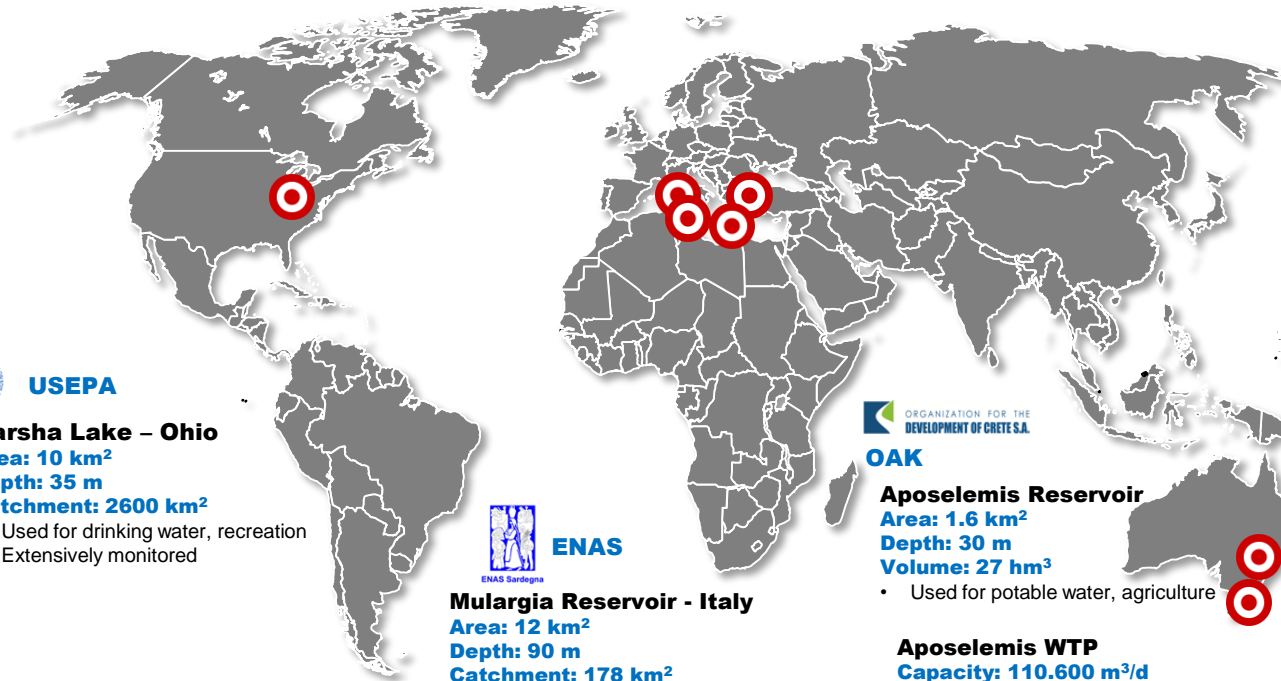 USEPA
arsha Lake – Ohio
ea: 10 km²
pth: 35 m
tchment: 2600 km²
Used for drinking water, recreation
Extensively monitored
ENAS Sardegna
ENAS
Mulargia Reservoir - Italy
Area: 12 km²
Depth: 90 m
Catchment: 178 km²
ORGANIZATION FOR THE
DEVELOPMENT OF CRETE S.A.
OAK
Aposelemis Reservoir
Area: 1.6 km²
Depth: 30 m
Volume: 27 hm³
• Used for potable water, agriculture
Aposelemis WTP
Capacity: 110.600 m³/d